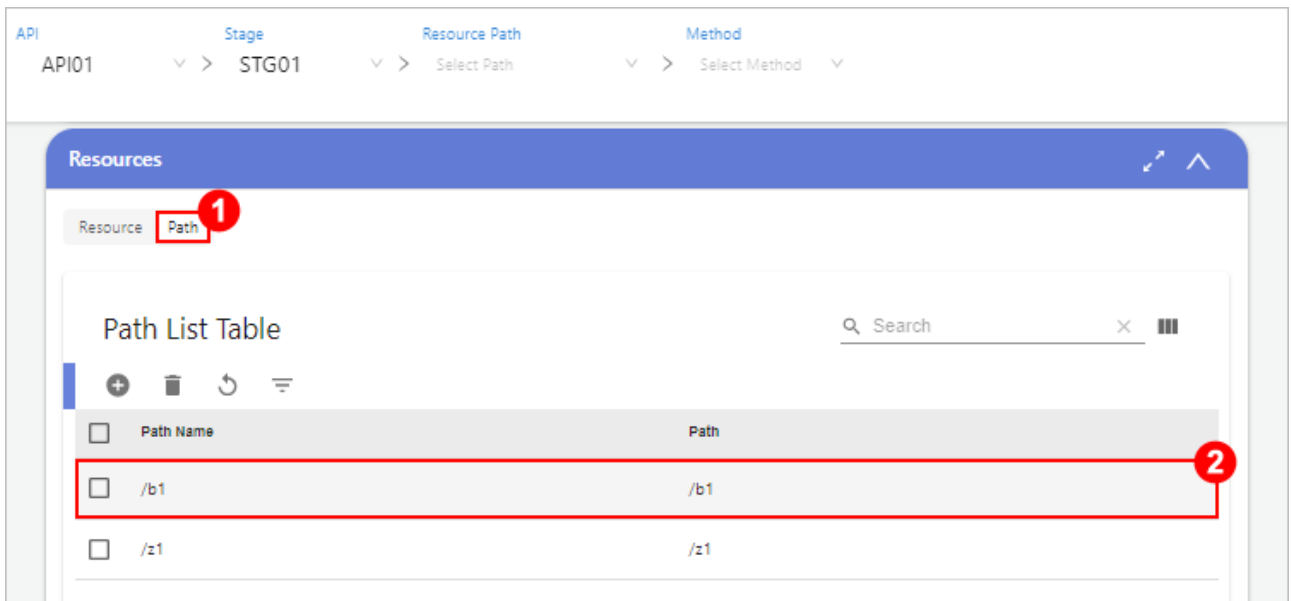 API Stage Resource Path Method
API01 > STG01 > Select Path > Select Method
Resources
1
Resource Path
Path List Table
Search
Path Name Path
2
/b1 /b1
/z1 /z1